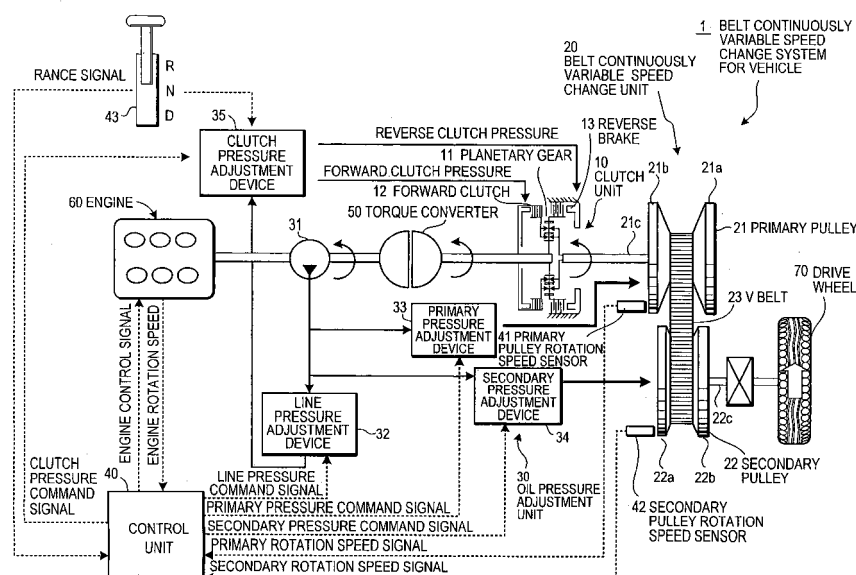 1 BELT CONTINUOUSLY
VARIABLE SPEED
CHANGE SYSTEM
FOR VEHICLE
20
BELT CONTINUOUSLY
VARIABLE SPEED
CHANGE UNIT
RANCE SIGNAL
R
N
D
43
35
CLUTCH
PRESSURE
ADJUSTMENT
DEVICE
REVERSE CLUTCH PRESSURE
13 REVERSE
BRAKE
11 PLANETARY GEAR
10
CLUTCH
UNIT
FORWARD CLUTCH PRESSURE
12 FORWARD CLUTCH
50 TORQUE CONVERTER
60 ENGINE
31
21b
21a
21c
21 PRIMARY PULLEY
70 DRIVE
WHEEL
23 V BELT
33
PRIMARY
PRESSURE
ADJUSTMENT
DEVICE
41 PRIMARY
PULLEY ROTATION
SPEED SENSOR
SECONDARY
PRESSURE
ADJUSTMENT
DEVICE
34
LINE
PRESSURE
ADJUSTMENT
DEVICE
32
22c
22a
22b
22 SECONDARY
PULLEY
30
OIL PRESSURE
ADJUSTMENT
UNIT
42 SECONDARY
PULLEY ROTATION
SPEED SENSOR
ENGINE CONTROL SIGNAL
ENGINE ROTATION SPEED
CLUTCH
PRESSURE
COMMAND
SIGNAL
40
CONTROL
UNIT
LINE PRESSURE
COMMAND SIGNAL
PRIMARY PRESSURE COMMAND SIGNAL
SECONDARY PRESSURE COMMAND SIGNAL
PRIMARY ROTATION SPEED SIGNAL
SECONDARY ROTATION SPEED SIGNAL